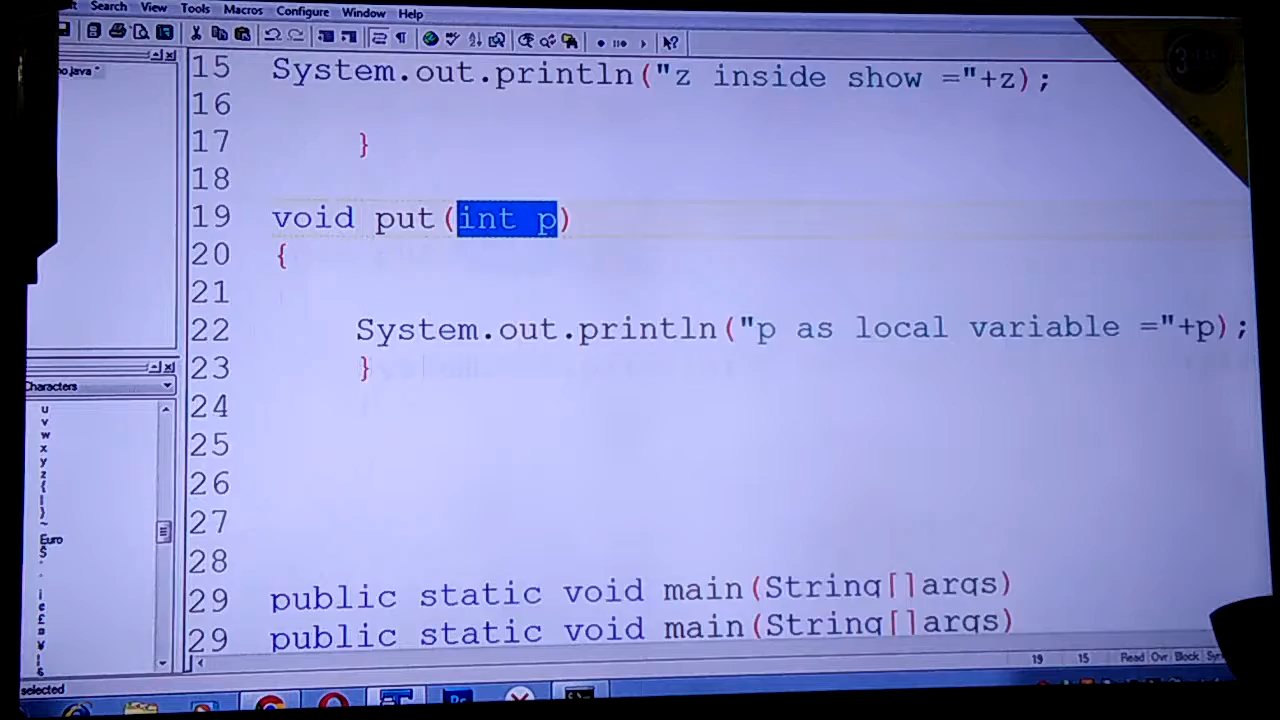 Search View Tools Macros Configure Window Help
15 System.out.println("z inside show ="+z);
16
17 }
18
19 void put(int p)
20 {
21
22 System.out.println("p as local variable ="+p);
23 }
24
25
26
27
28
29 public static void main(String[]args)
29 public static void main(String[]args)
Characters
u
v
w
x
y
z
{
|
}
~
Euro
19 15 Read Ovr Block
selected